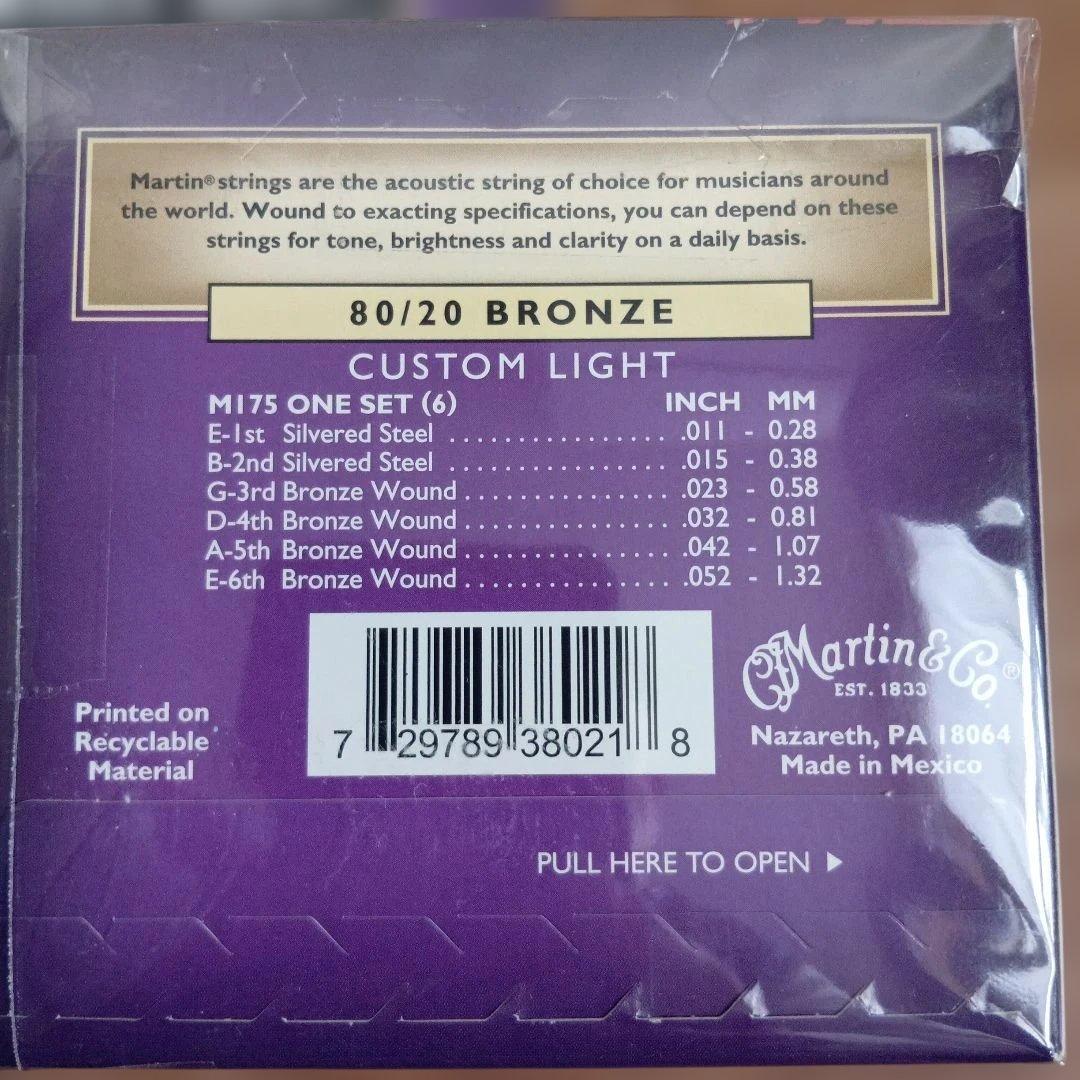 Martin® strings are the acoustic string of choice for musicians around
the world. Wound to exacting specifications, you can depend on these
strings for tone, brightness and clarity on a daily basis.
80/20 BRONZE
CUSTOM LIGHT
M175 ONE SET (6) INCH MM
E-1st Silvered Steel .................... .011 - 0.28
B-2nd Silvered Steel .................... .015 - 0.38
G-3rd Bronze Wound .................... .023 - 0.58
D-4th Bronze Wound .................... .032 - 0.81
A-5th Bronze Wound .................... .042 - 1.07
E-6th Bronze Wound .................... .052 - 1.32
7 29789 38021 8
Printed on
Recyclable
Material
CF Martin & Co. ®
EST. 1833
Nazareth, PA 18064
Made in Mexico
PULL HERE TO OPEN ▶